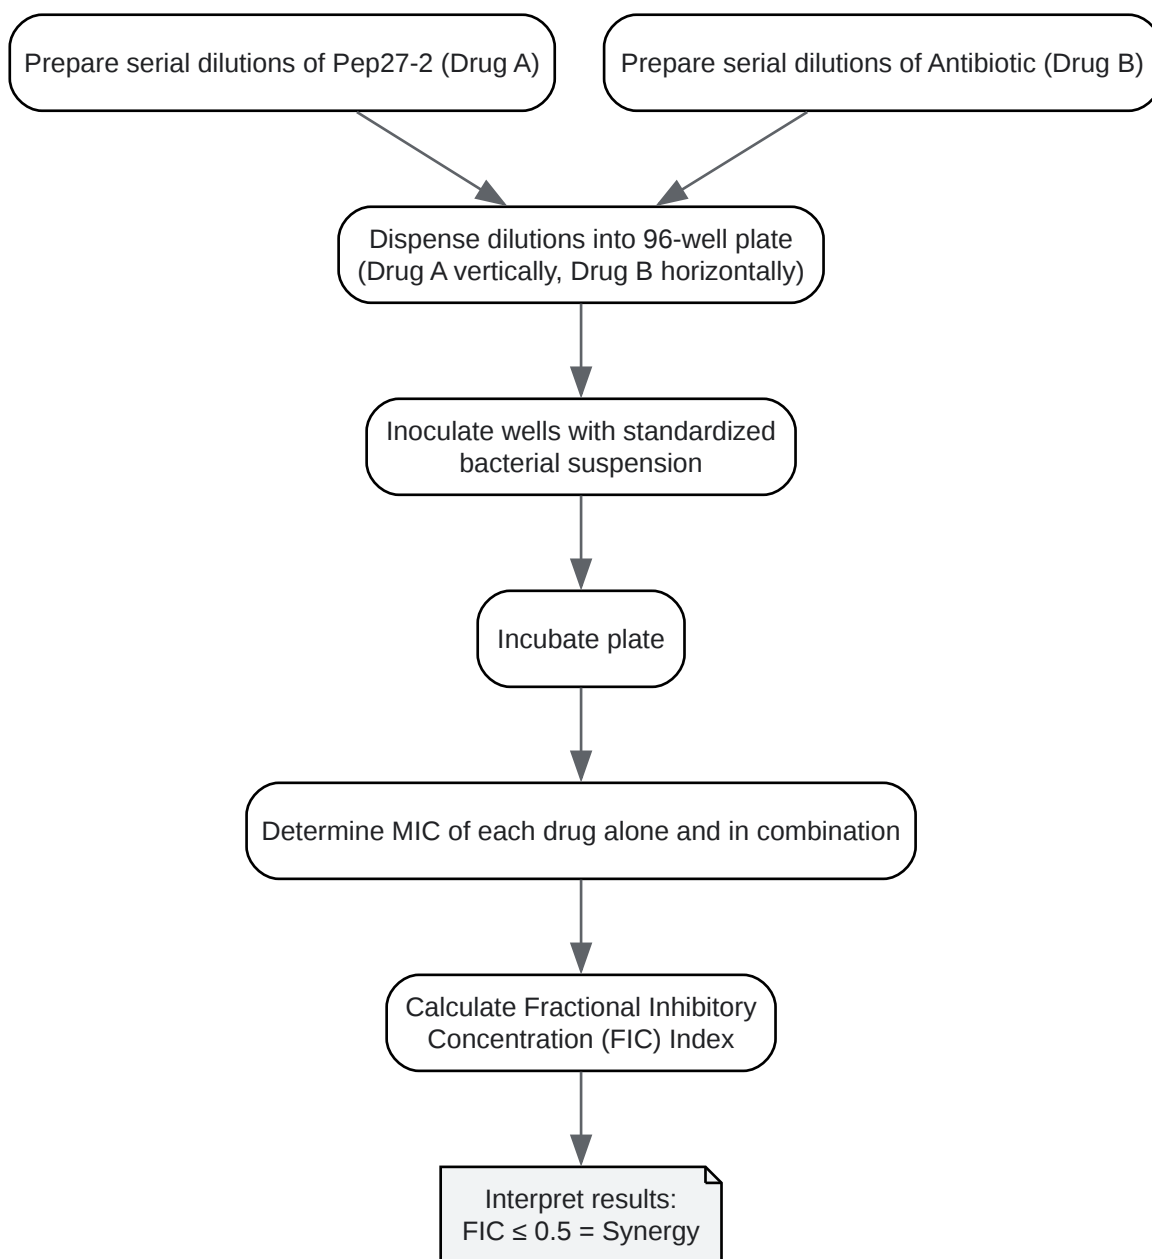 Prepare serial dilutions of Pep27-2 (Drug A)
Prepare serial dilutions of Antibiotic (Drug B)
Dispense dilutions into 96-well plate
(Drug A vertically, Drug B horizontally)
Inoculate wells with standardized
bacterial suspension
Incubate plate
Determine MIC of each drug alone and in combination
Calculate Fractional Inhibitory
Concentration (FIC) Index
Interpret results:
FIC ≤ 0.5 = Synergy